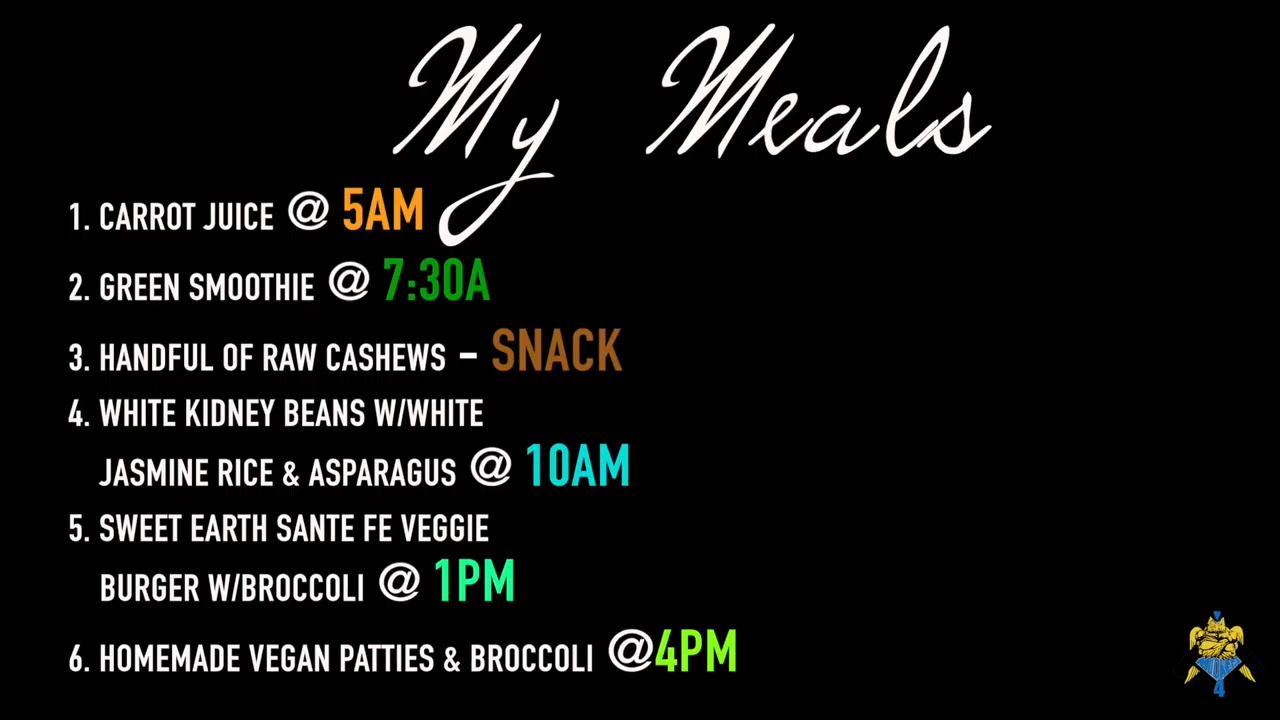 My Meals
1. CARROT JUICE @ 5AM
2. GREEN SMOOTHIE @ 7:30A
3. HANDFUL OF RAW CASHEWS – SNACK
4. WHITE KIDNEY BEANS W/WHITE
JASMINE RICE & ASPARAGUS @ 10AM
5. SWEET EARTH SANTE FE VEGGIE
BURGER W/BROCCOLI @ 1PM
6. HOMEMADE VEGAN PATTIES & BROCCOLI @4PM
4